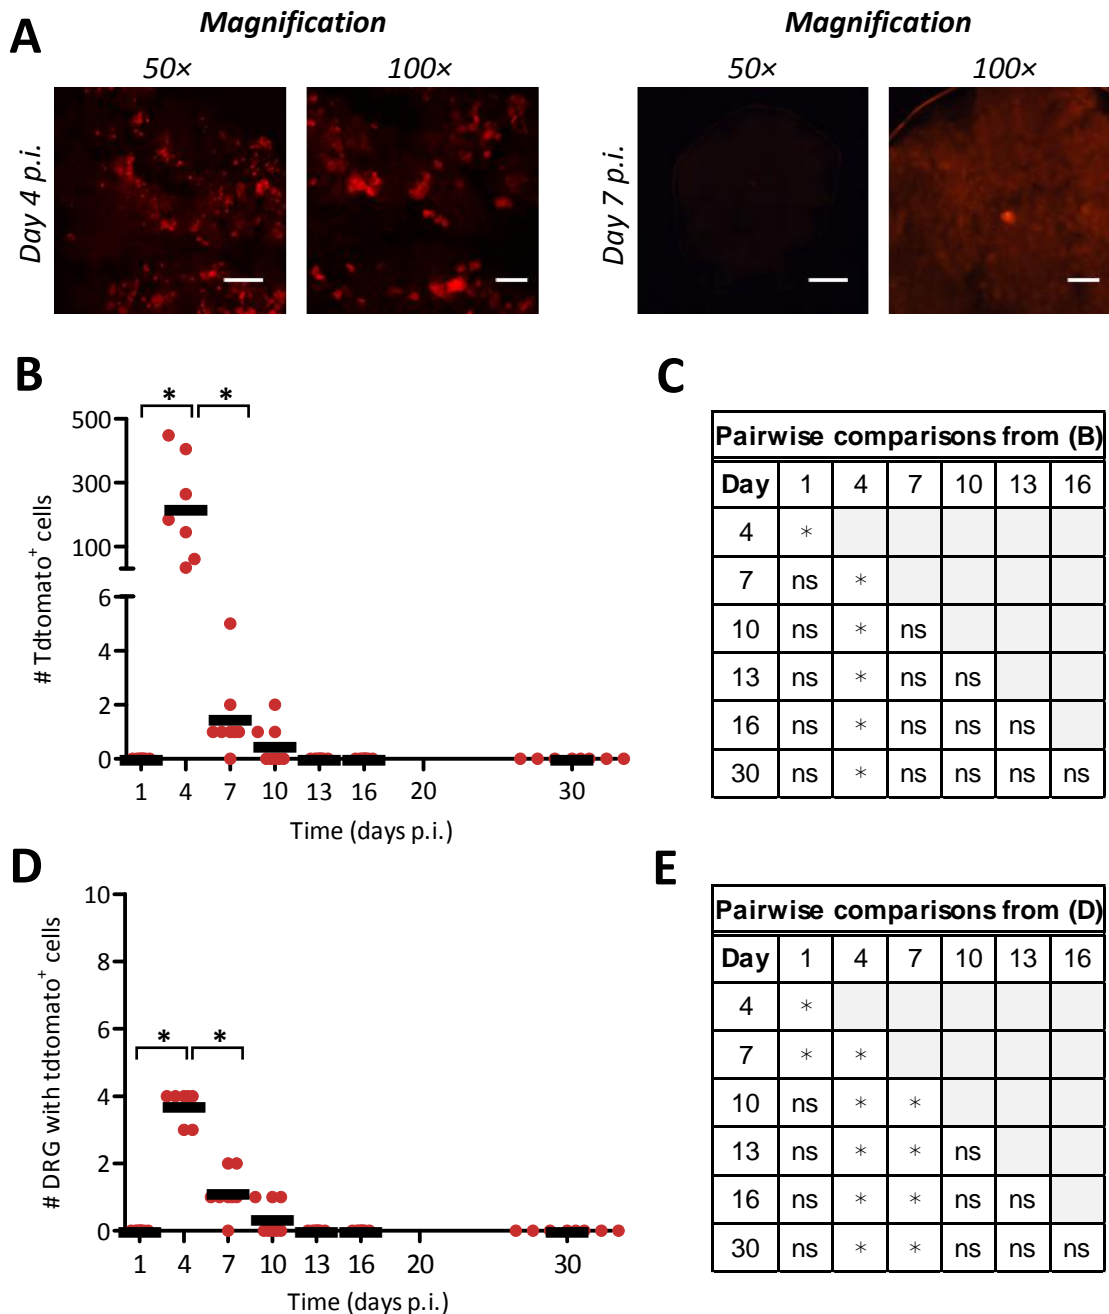 A
Magnification
Magnification
50×
100×
50×
100×
Day 4 p.i.
Day 7 p.i.
B
* *
500
300
100
6
4
2
0
# Tdtomato⁺ cells
1 4 7 10 13 16 20 30
Time (days p.i.)
C
Pairwise comparisons from (B)
Day 1 4 7 10 13 16
4 *
7 ns *
10 ns * ns
13 ns * ns ns
16 ns * ns ns ns
30 ns * ns ns ns ns
D
10
8
6
* *
4
2
0
# DRG with tdtomato⁺ cells
1 4 7 10 13 16 20 30
Time (days p.i.)
E
Pairwise comparisons from (D)
Day 1 4 7 10 13 16
4 *
7 * *
10 ns * *
13 ns * * ns
16 ns * * ns ns
30 ns * * ns ns ns